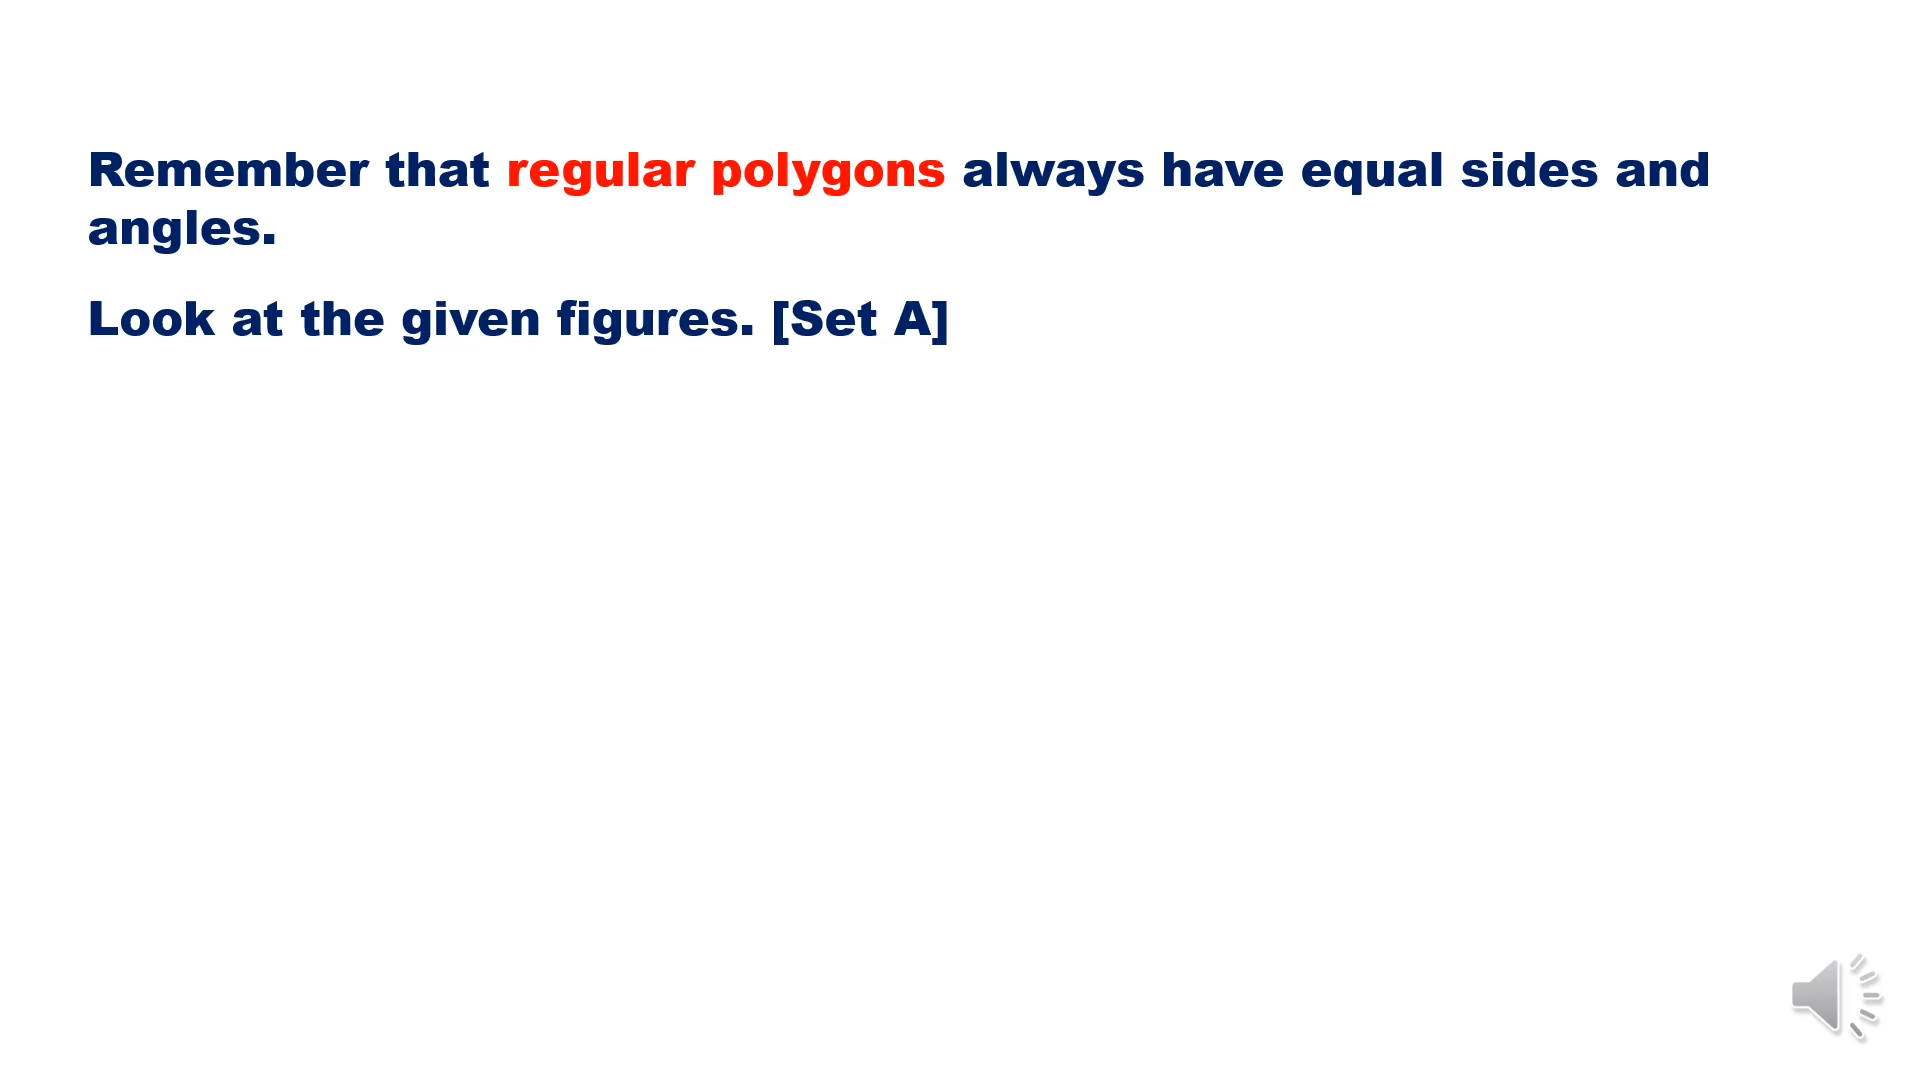 Remember that regular polygons always have equal sides and
angles.
Look at the given figures. [Set A]